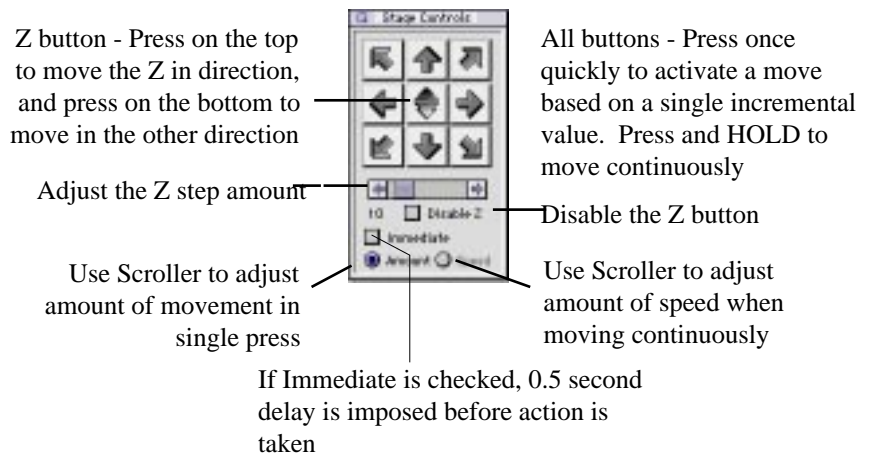 Stage Controls
Z button - Press on the top
to move the Z in direction,
and press on the bottom to
move in the other direction
All buttons - Press once
quickly to activate a move
based on a single incremental
value.  Press and HOLD to
move continuously
Adjust the Z step amount
10
Disable Z
Disable the Z button
Immediate
Amount
Speed
Use Scroller to adjust
amount of movement in
single press
Use Scroller to adjust
amount of speed when
moving continuously
If Immediate is checked, 0.5 second
delay is imposed before action is
taken